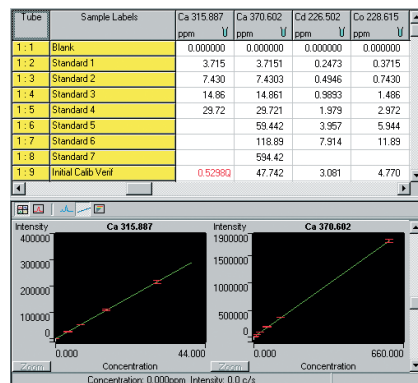 Tube Sample Labels Ca 315.887 Ca 370.602 Cd 226.502 Co 228.615
ppm ppm ppm ppm
1 : 1 Blank 0.000000 0.000000 0.000000 0.000000
1 : 2 Standard 1 3.715 3.7151 0.2473 0.3715
1 : 3 Standard 2 7.430 7.4303 0.4946 0.7430
1 : 4 Standard 3 14.86 14.861 0.9893 1.486
1 : 5 Standard 4 29.72 29.721 1.979 2.972
1 : 6 Standard 5 59.442 3.957 5.944
1 : 7 Standard 6 118.89 7.914 11.89
1 : 8 Standard 7 594.42
1 : 9 Initial Calib Verif 0.5298Q 47.742 3.081 4.770
Intensity Ca 315.887 Intensity Ca 370.602
400000 1900000
300000 1500000
200000 1000000
100000 500000
0 0
0.000 44.000 0.000 660.000
Zoom Concentration Zoom Concentration
Concentration: 0.000ppm Intensity: 0.0 c/s